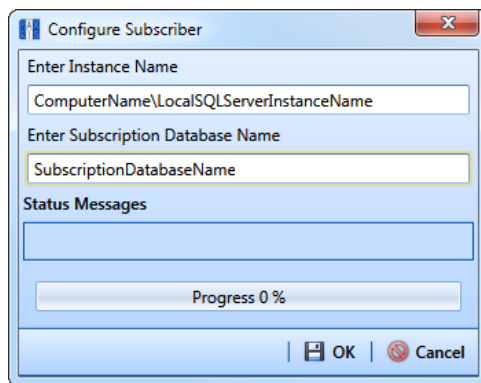 Configure Subscriber
Enter Instance Name
ComputerName\LocalSQLServerInstanceName
Enter Subscription Database Name
SubscriptionDatabaseName
Status Messages
Progress 0 %
OK
Cancel